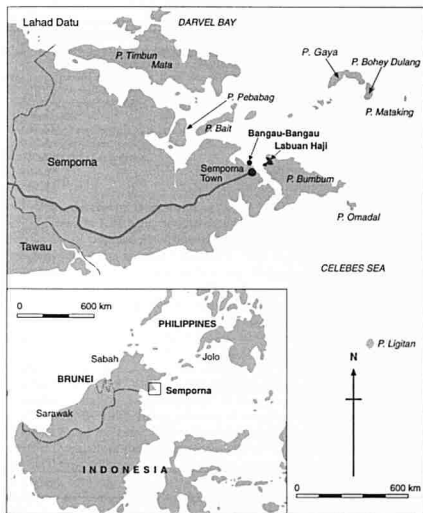 Lahad Datu
DARVEL BAY
P. Timbun
Mata
P. Gaya
P. Bohey Dulang
P. Mataking
P. Pebabag
P. Bait
Bangau-Bangau
Labuan Haji
Semporna
Semporna
Town
P. Bumbum
P. Omadal
Tawau
CELEBES SEA
0 600 km
PHILIPPINES
Sabah
Jolo
BRUNEI
Semporna
Sarawak
INDONESIA
P. Ligitan
N
0 600 km